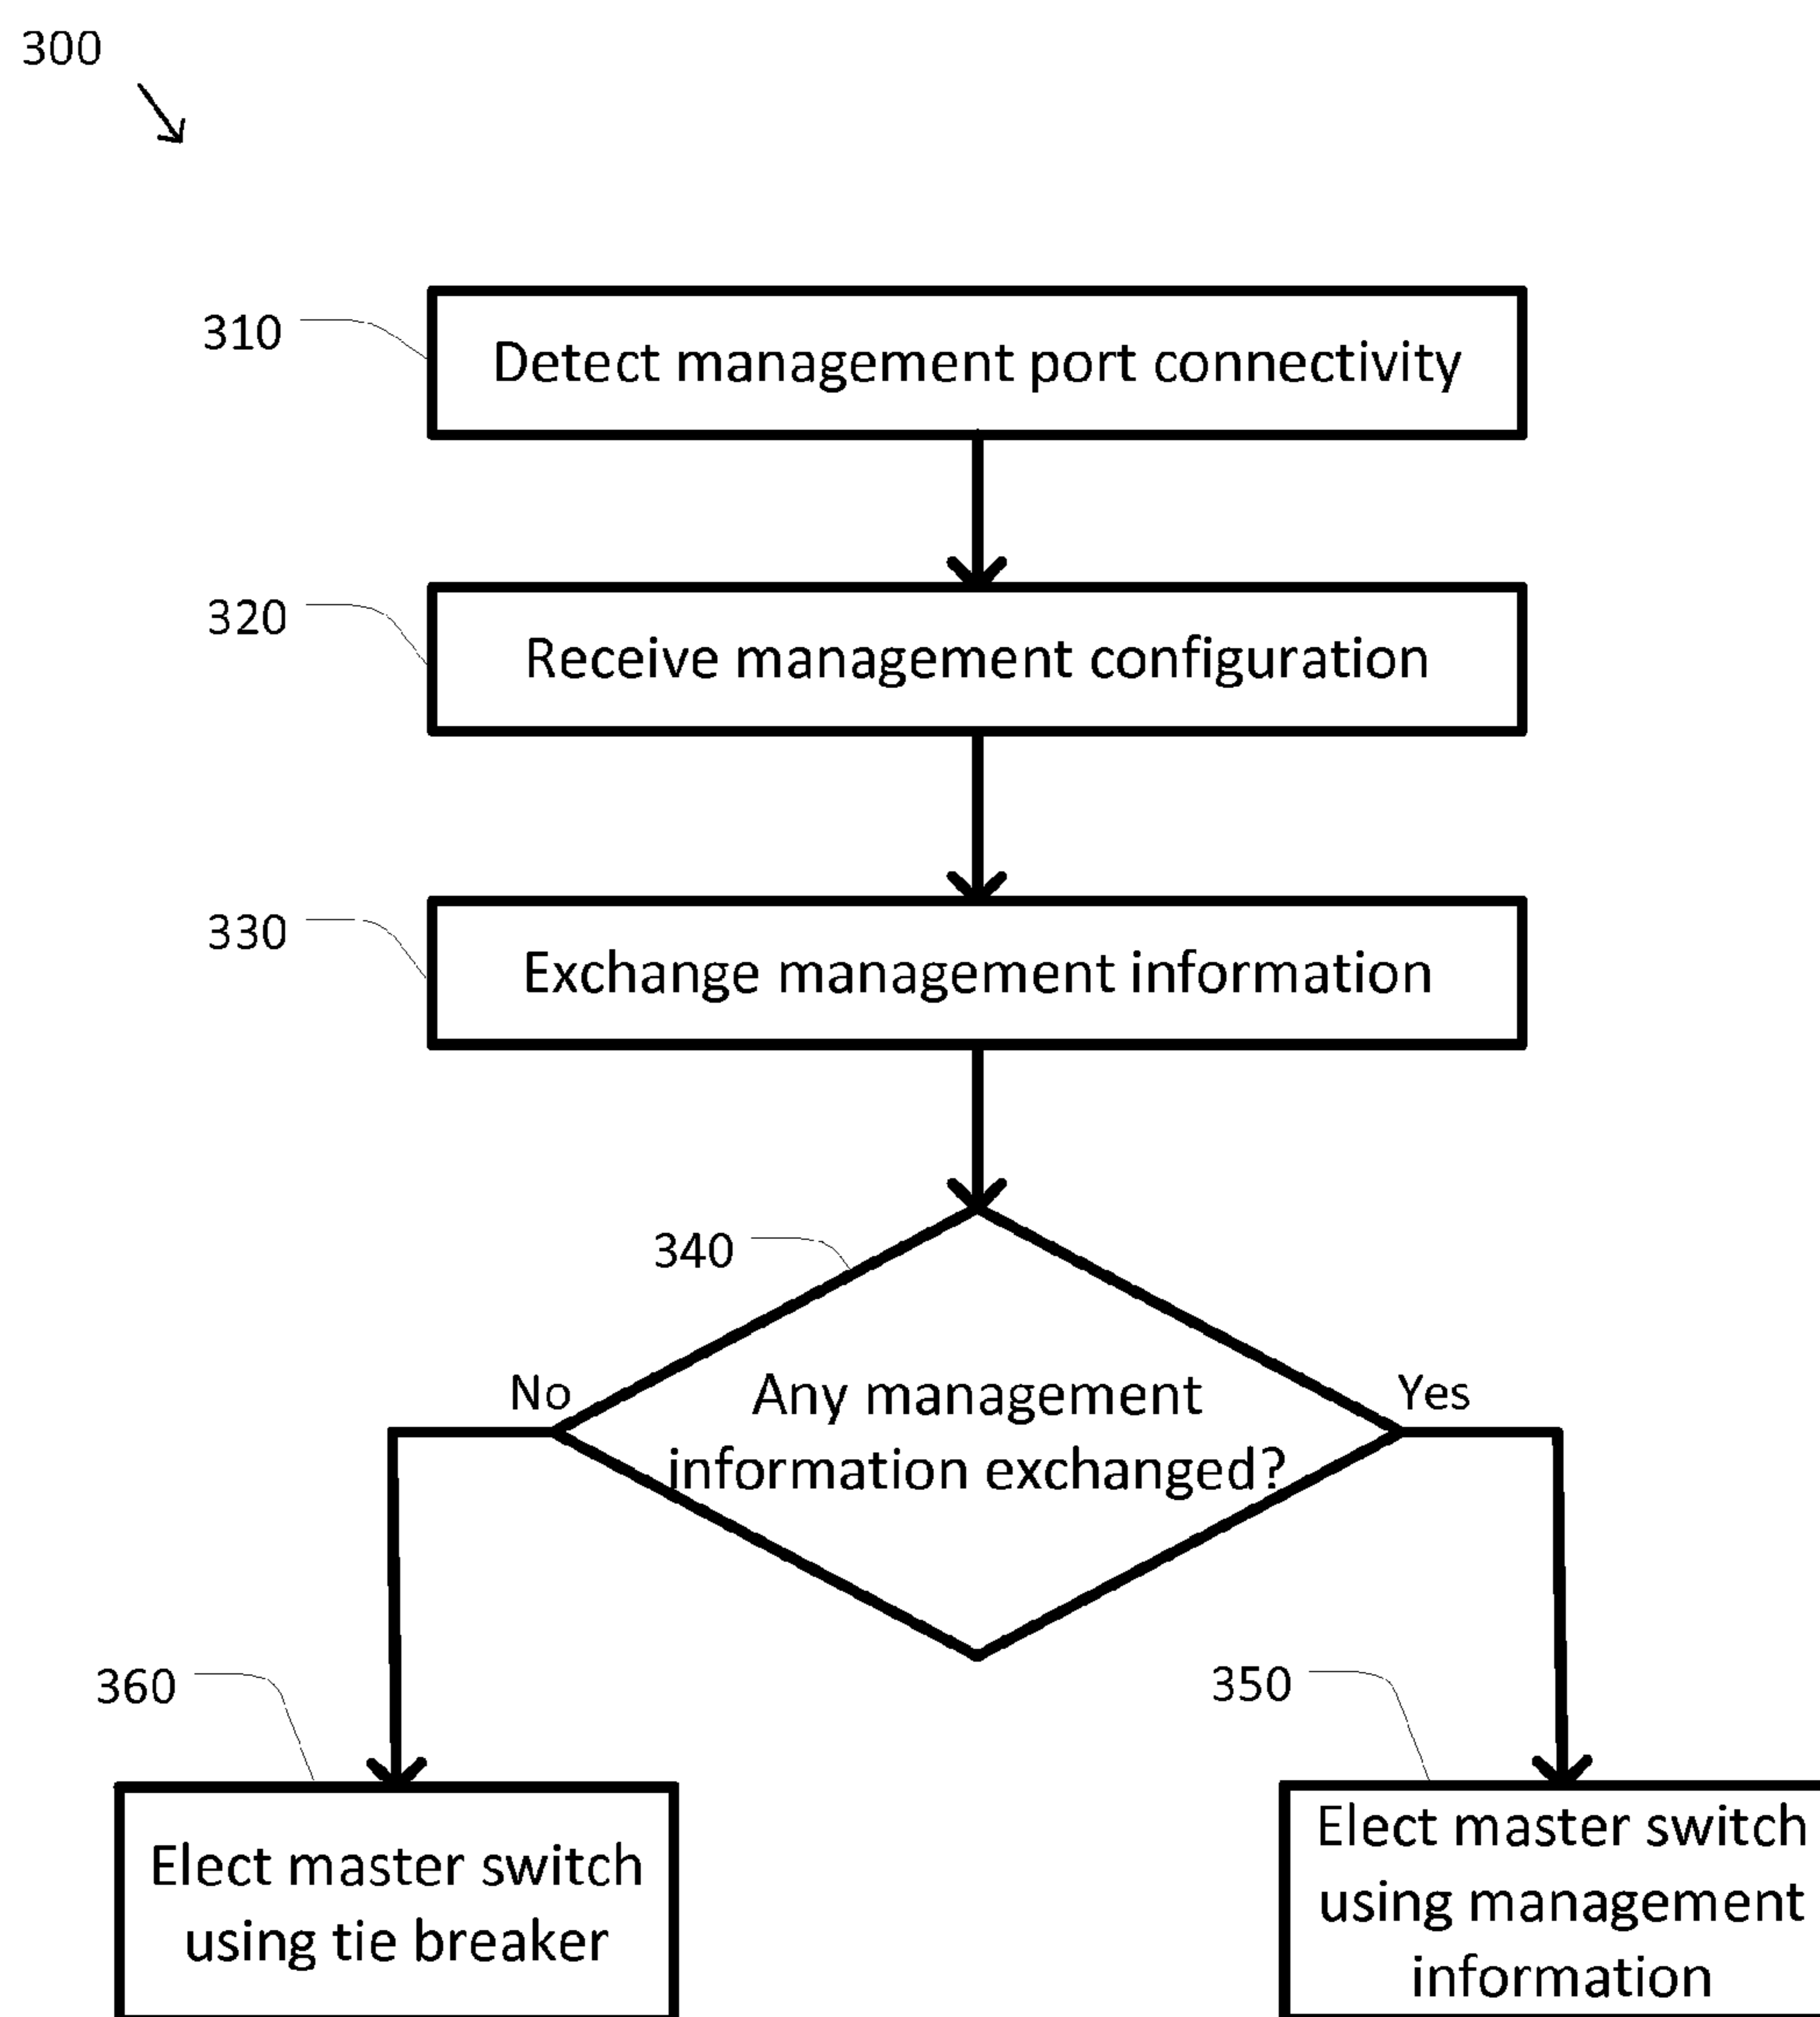 300
310
Detect management port connectivity
320
Receive management configuration
330
Exchange management information
340
No
Any management
information exchanged?
Yes
360
Elect master switch
using tie breaker
350
Elect master switch
using management
information